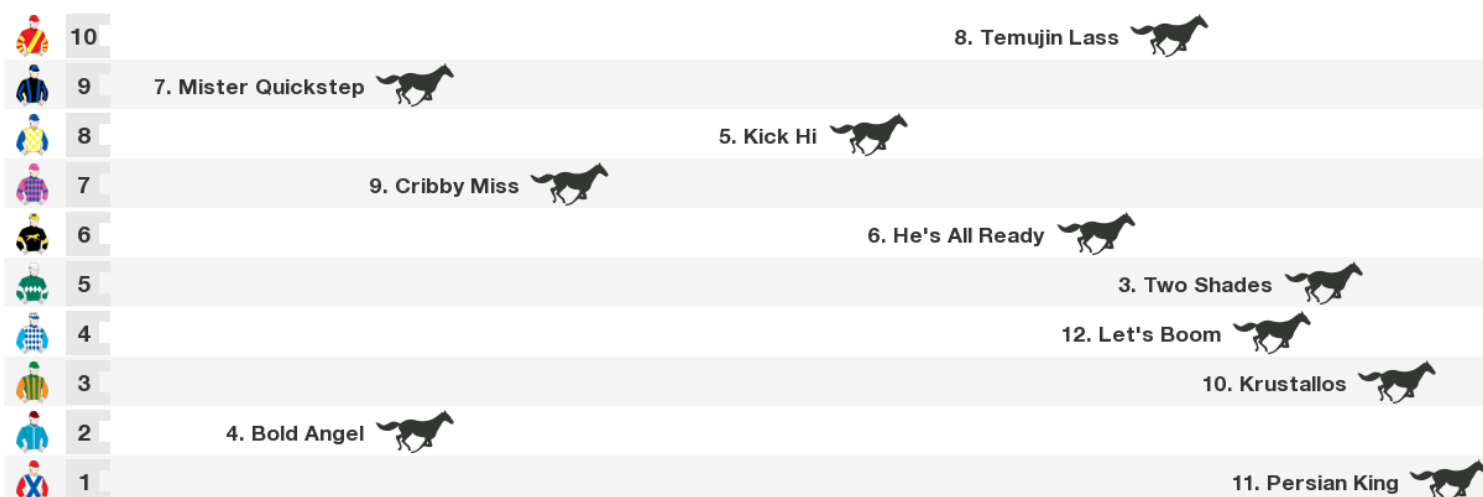 10 8. Temujin Lass
9 7. Mister Quickstep
8 5. Kick Hi
7 9. Cribby Miss
6 6. He's All Ready
5 3. Two Shades
4 12. Let's Boom
3 10. Krustallos
2 4. Bold Angel
1 11. Persian King